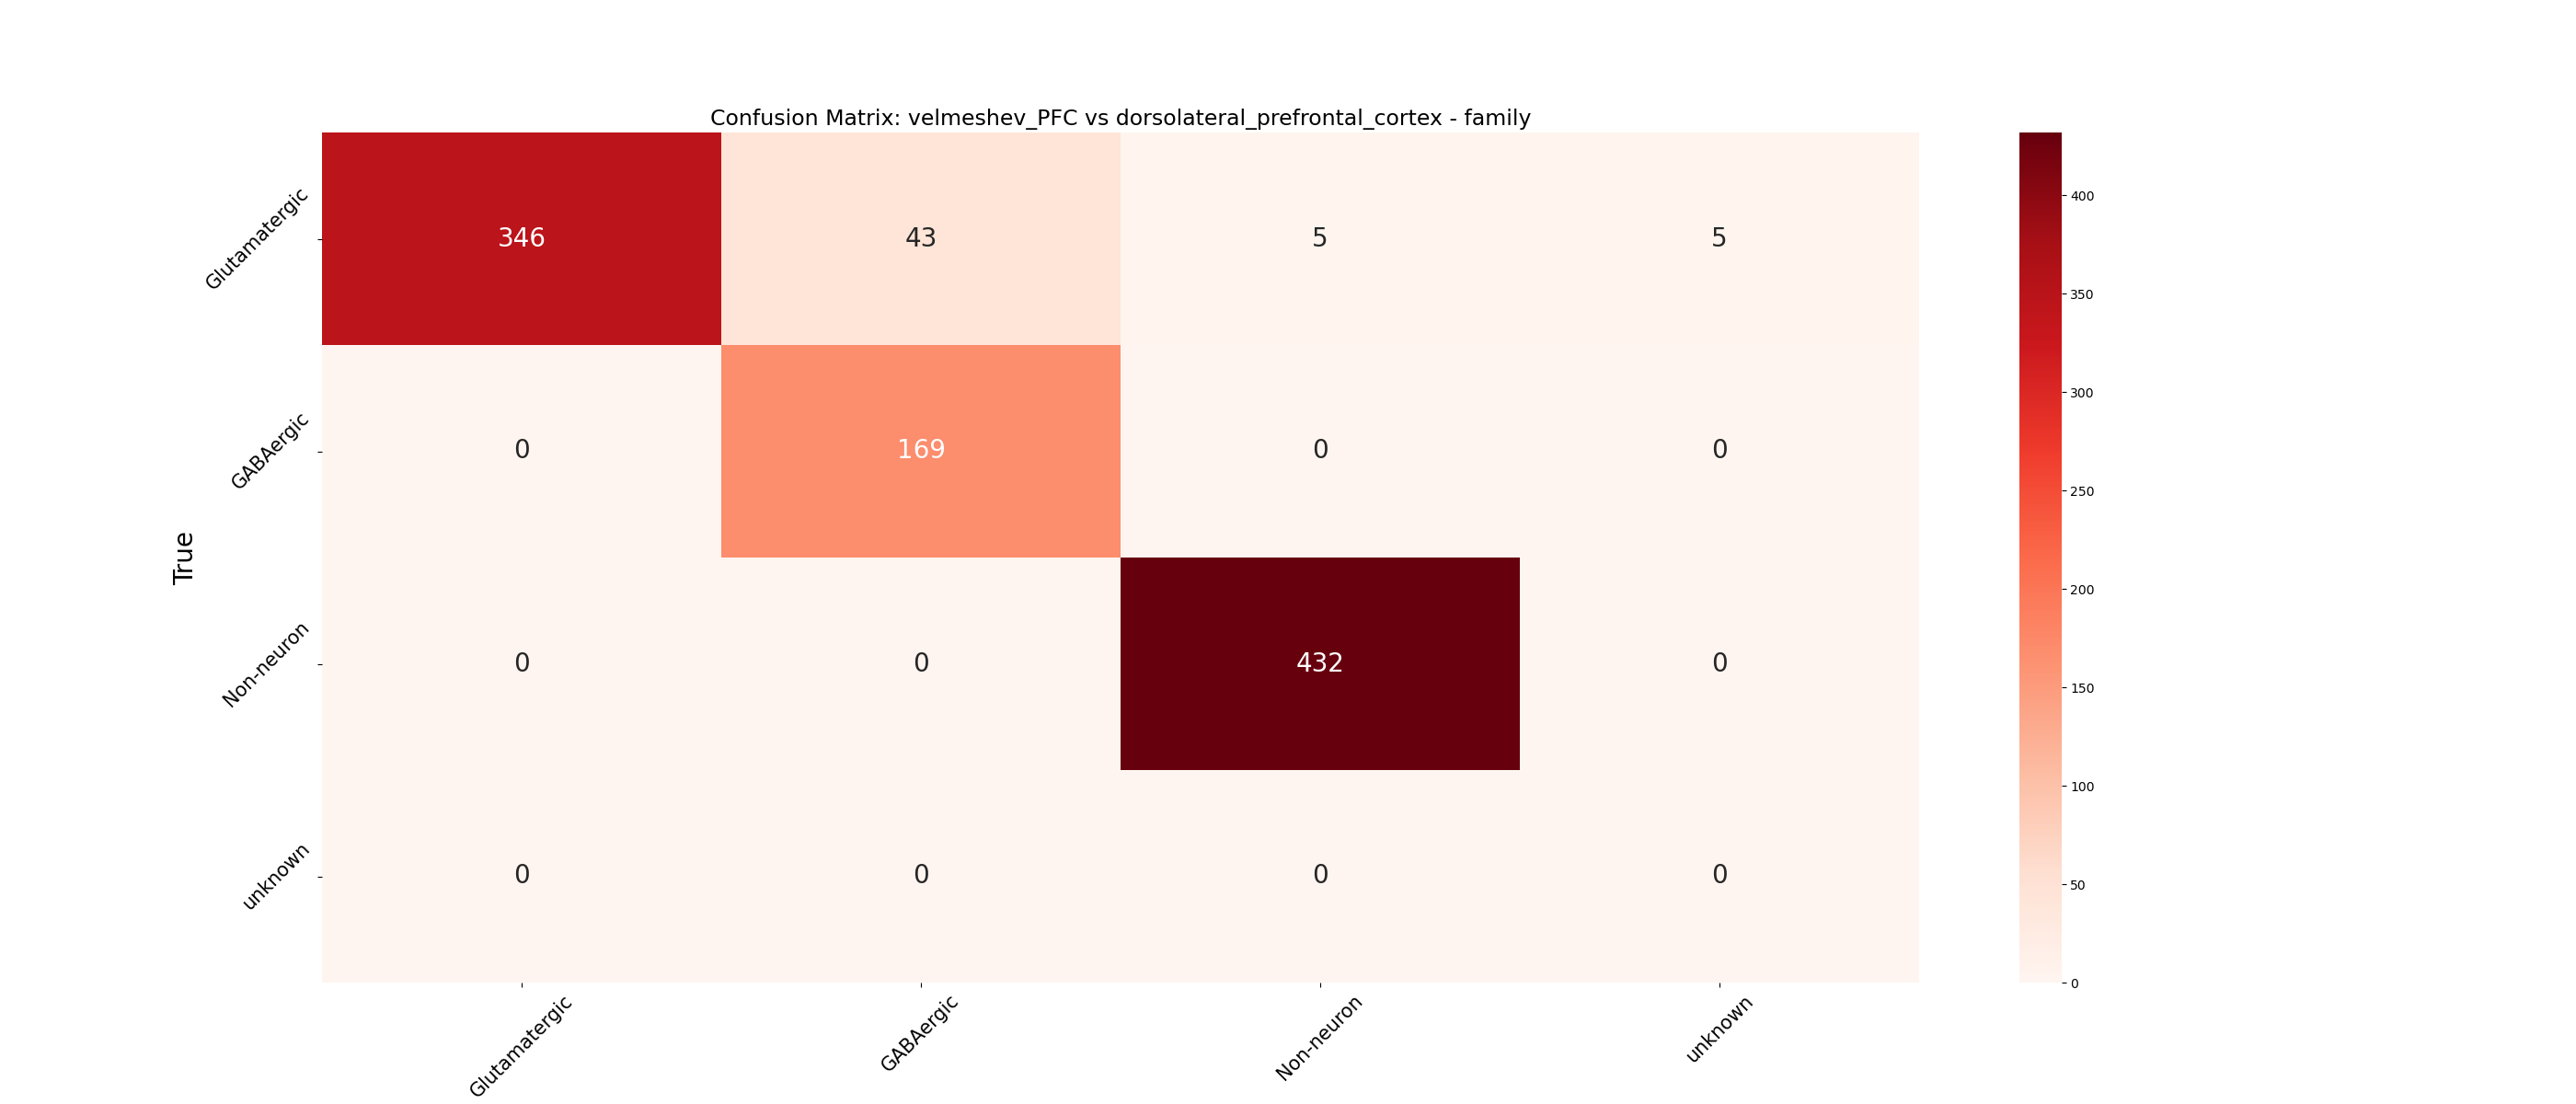 Confusion Matrix: velmeshev_PFC vs dorsolateral_prefrontal_cortex - family
True
Glutamatergic 346 43 5 5
GABAergic 0 169 0 0
Non-neuron 0 0 432 0
unknown 0 0 0 0
Glutamatergic GABAergic Non-neuron unknown
400
350
300
250
200
150
100
50
0